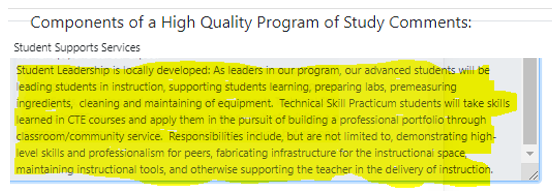 Components of a High Quality Program of Study Comments:
Student Supports Services
Student Leadership is locally developed: As leaders in our program, our advanced students will be
leading students in instruction, supporting students learning, preparing labs, premeasuring
ingredients,  cleaning and maintaining of equipment.  Technical Skill Practicum students will take skills
learned in CTE courses and apply them in the pursuit of building a professional portfolio through
classroom/community service.  Responsibilities include, but are not limited to, demonstrating high-
level skills and professionalism for peers, fabricating infrastructure for the instructional space,
maintaining instructional tools, and otherwise supporting the teacher in the delivery of instruction.